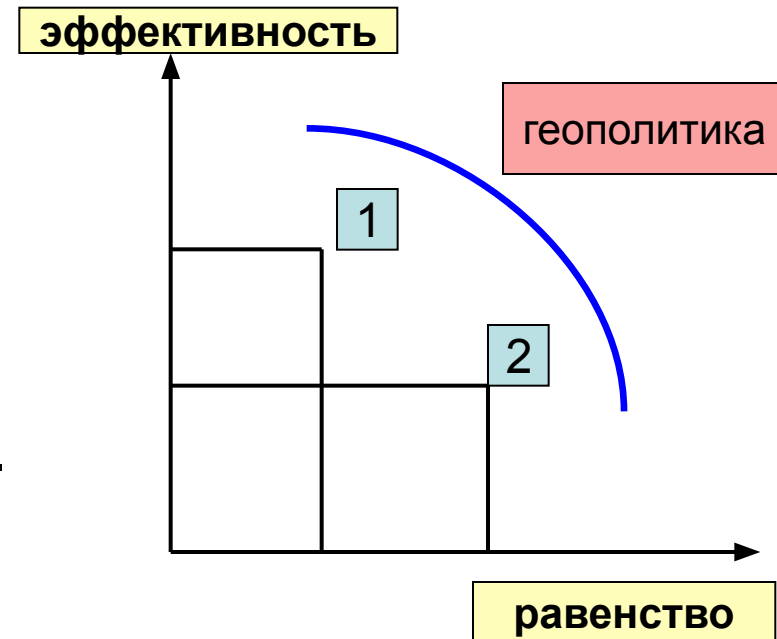 эффективность
геополитика
1
2
.
равенство